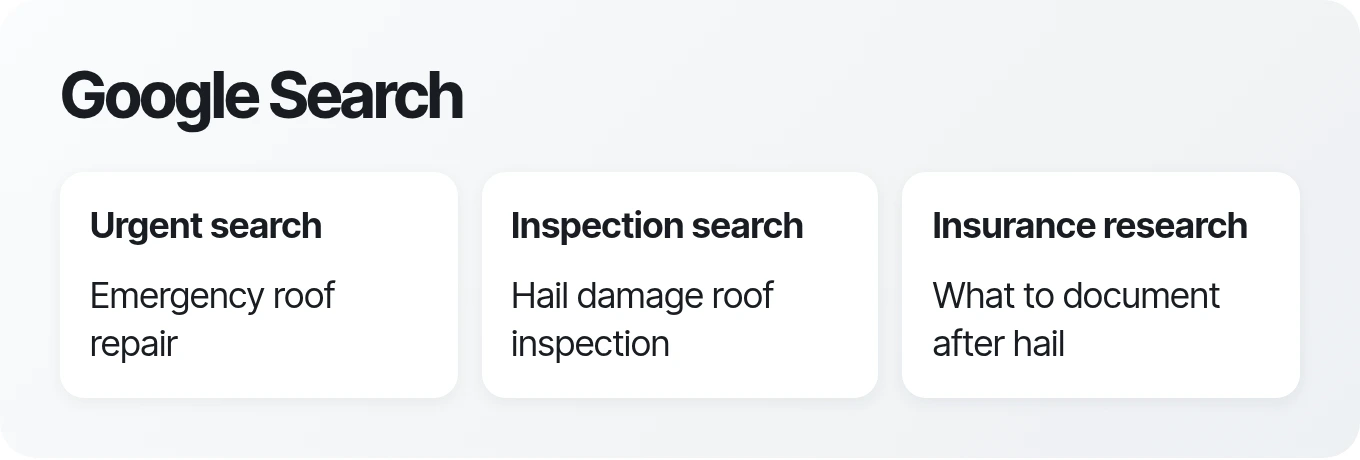 Google Search
Urgent search
Emergency roof
repair
Inspection search
Hail damage roof
inspection
Insurance research
What to document
after hail